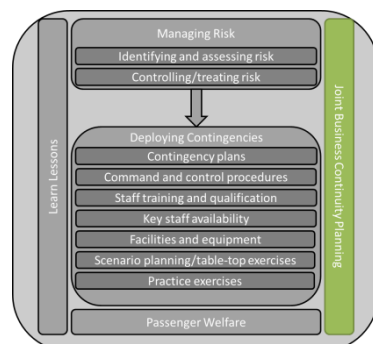 Managing Risk
Identifying and assessing risk
Controlling/treating risk
Learn Lessons
Deploying Contingencies
Contingency plans
Command and control procedures
Staff training and qualification
Key staff availability
Facilities and equipment
Scenario planning/table-top exercises
Practice exercises
Joint Business Continuity Planning
Passenger Welfare